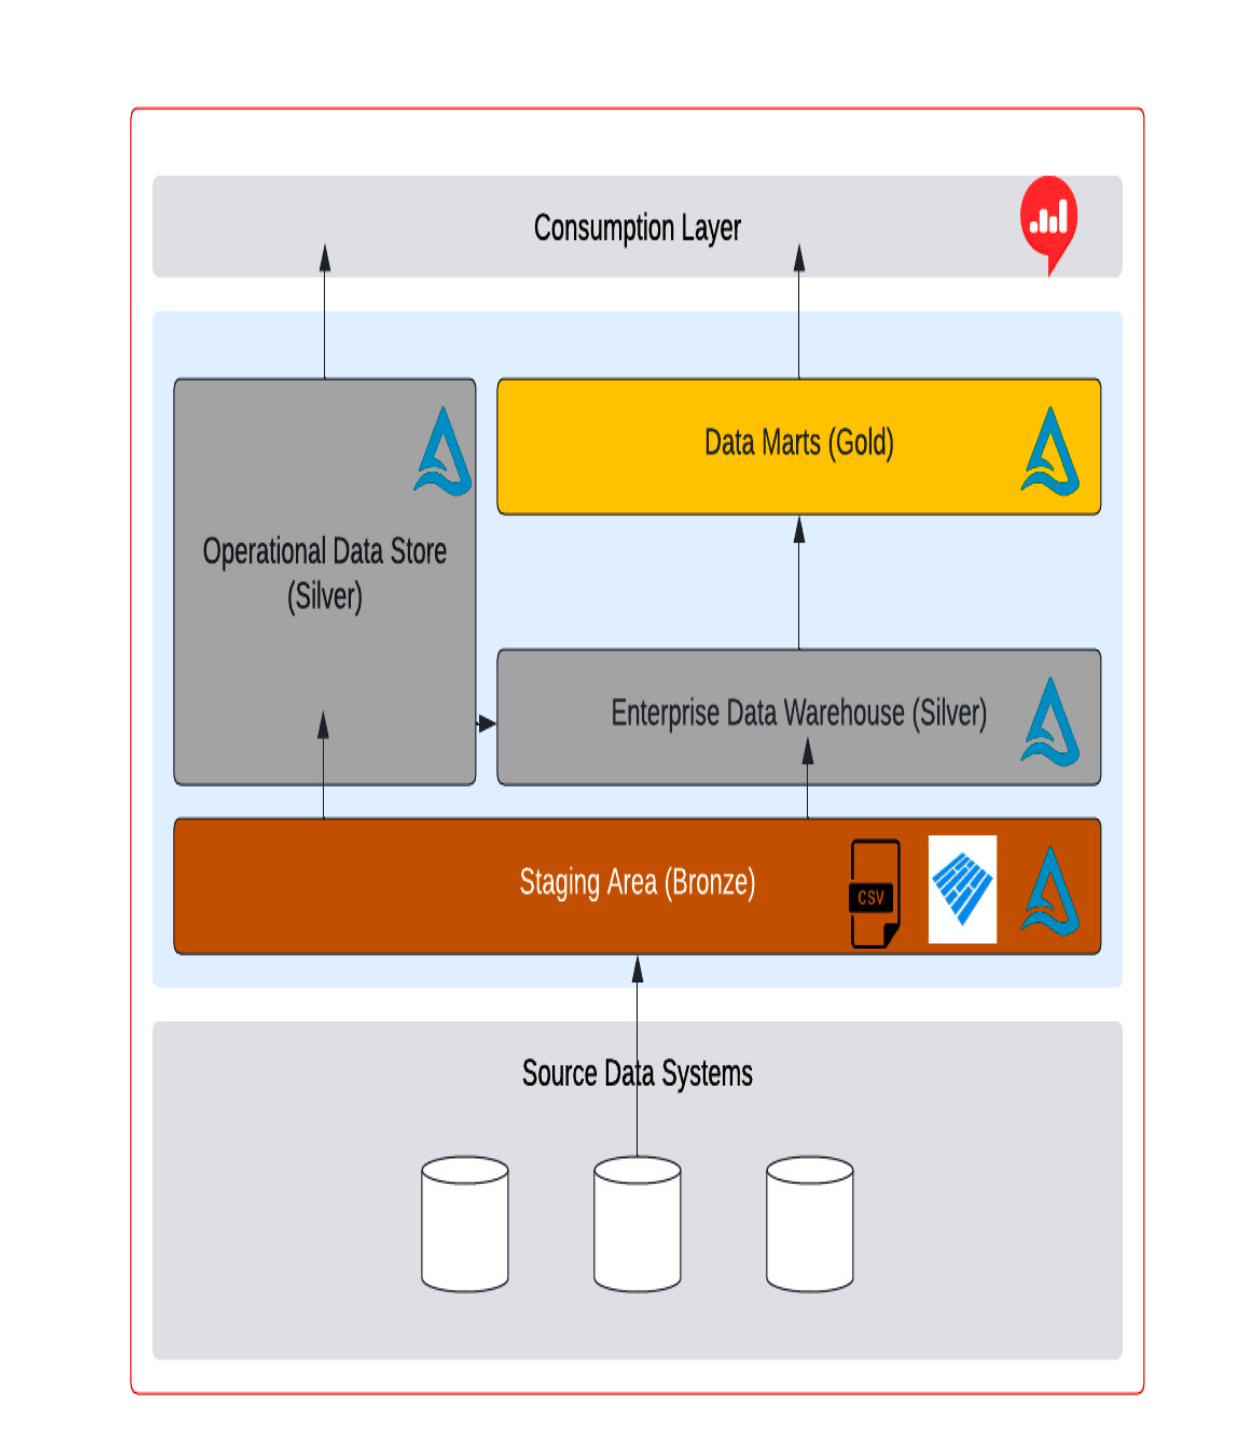 Consumption Layer
Data Marts (Gold)
Operational Data Store
(Silver)
Enterprise Data Warehouse (Silver)
Staging Area (Bronze)
CSV
Source Data Systems